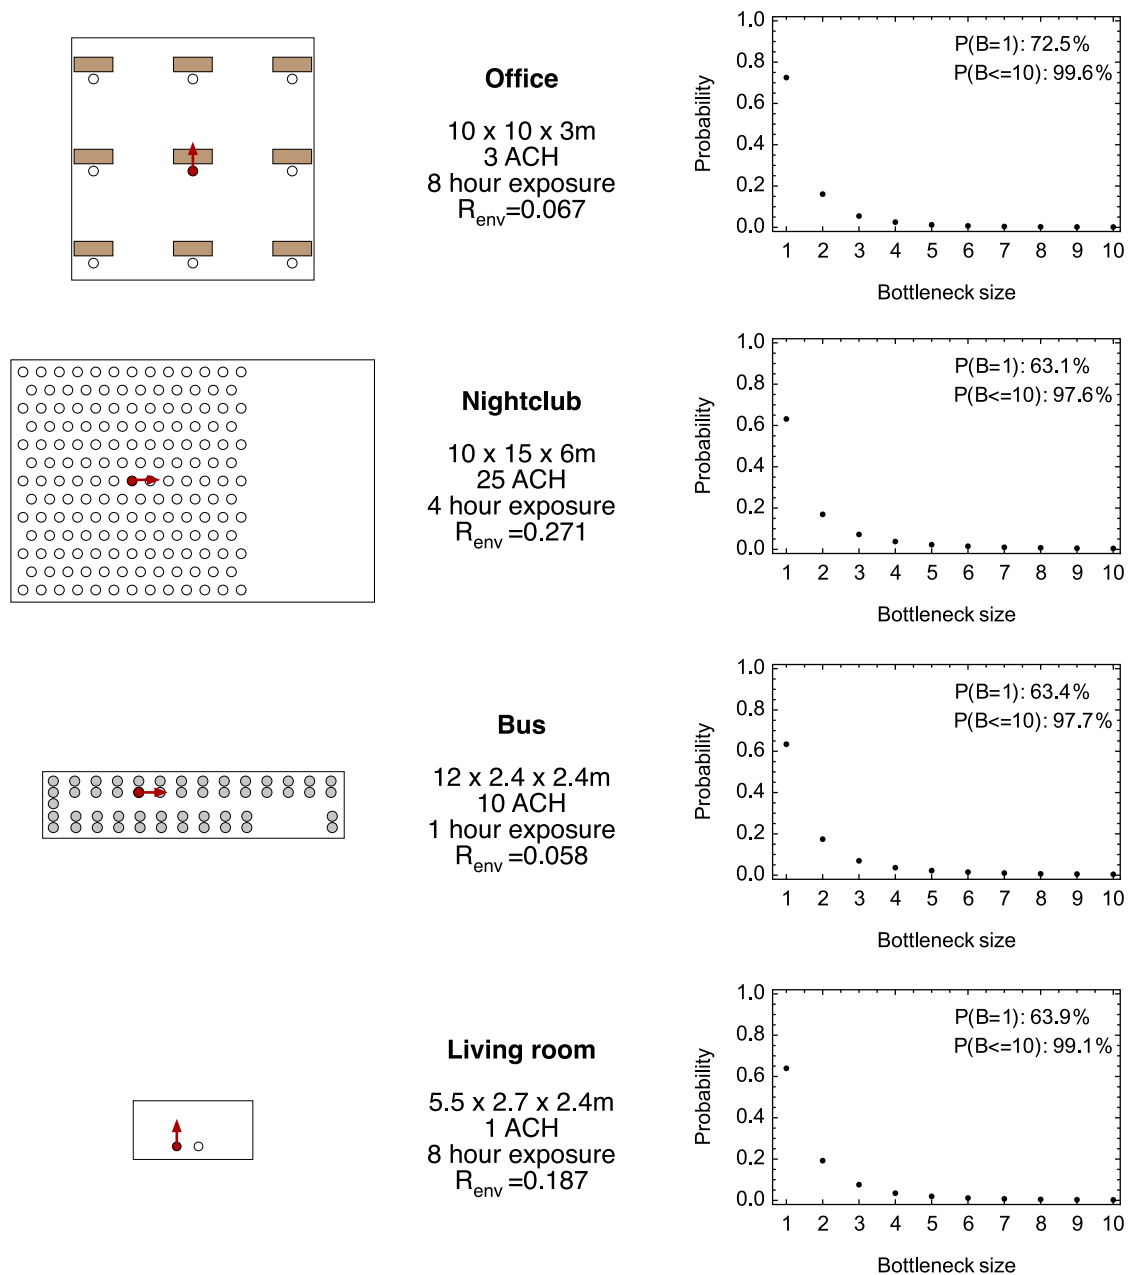 Office
10 x 10 x 3m
3 ACH
8 hour exposure
R_env=0.067
1.0
0.8
0.6
0.4
0.2
0.0
Probability
P(B=1): 72.5%
P(B<=10): 99.6%
1 2 3 4 5 6 7 8 9 10
Bottleneck size
Nightclub
10 x 15 x 6m
25 ACH
4 hour exposure
R_env=0.271
1.0
0.8
0.6
0.4
0.2
0.0
Probability
P(B=1): 63.1%
P(B<=10): 97.6%
1 2 3 4 5 6 7 8 9 10
Bottleneck size
Bus
12 x 2.4 x 2.4m
10 ACH
1 hour exposure
R_env=0.058
1.0
0.8
0.6
0.4
0.2
0.0
Probability
P(B=1): 63.4%
P(B<=10): 97.7%
1 2 3 4 5 6 7 8 9 10
Bottleneck size
Living room
5.5 x 2.7 x 2.4m
1 ACH
8 hour exposure
R_env=0.187
1.0
0.8
0.6
0.4
0.2
0.0
Probability
P(B=1): 63.9%
P(B<=10): 99.1%
1 2 3 4 5 6 7 8 9 10
Bottleneck size